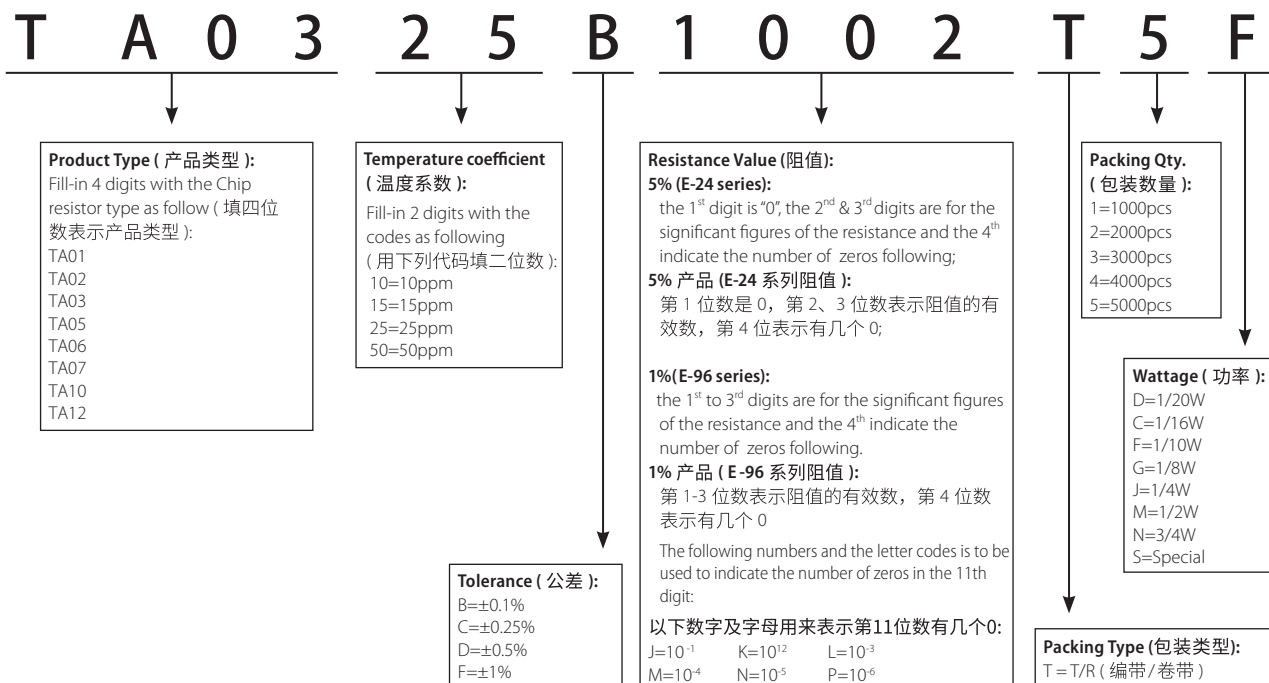 T A 0 3 2 5 B 1 0 0 2 T 5 F
Product Type ( 产品类型 ):
Fill-in 4 digits with the Chip
resistor type as follow ( 填四位
数表示产品类型 ):
TA01
TA02
TA03
TA05
TA06
TA07
TA10
TA12
Temperature coefficient
( 温度系数 ):
Fill-in 2 digits with the
codes as following
( 用下列代码填二位数 ):
10=10ppm
15=15ppm
25=25ppm
50=50ppm
Tolerance ( 公差 ):
B=±0.1%
C=±0.25%
D=±0.5%
F=±1%
Resistance Value (阻值):
5% (E-24 series):
the 1st digit is "0", the 2nd & 3rd digits are for the
significant figures of the resistance and the 4th
indicate the number of zeros following;
5% 产品 (E-24 系列阻值 ):
第 1 位数是 0，第 2、3 位数表示阻值的有
效数，第 4 位表示有几个 0;
1%(E-96 series):
the 1st to 3rd digits are for the significant figures
of the resistance and the 4th indicate the
number of zeros following.
1% 产品 ( E-96 系列阻值 ):
第 1-3 位数表示阻值的有效数，第 4 位数
表示有几个 0
The following numbers and the letter codes is to be
used to indicate the number of zeros in the 11th
digit:
以下数字及字母用来表示第11位数有几个0:
J=10⁻¹ K=10¹² L=10⁻³
M=10⁻⁴ N=10⁻⁵ P=10⁻⁶
Packing Qty.
( 包装数量 ):
1=1000pcs
2=2000pcs
3=3000pcs
4=4000pcs
5=5000pcs
Wattage ( 功率 ):
D=1/20W
C=1/16W
F=1/10W
G=1/8W
J=1/4W
M=1/2W
N=3/4W
S=Special
Packing Type (包装类型):
T = T/R ( 编带/卷带 )